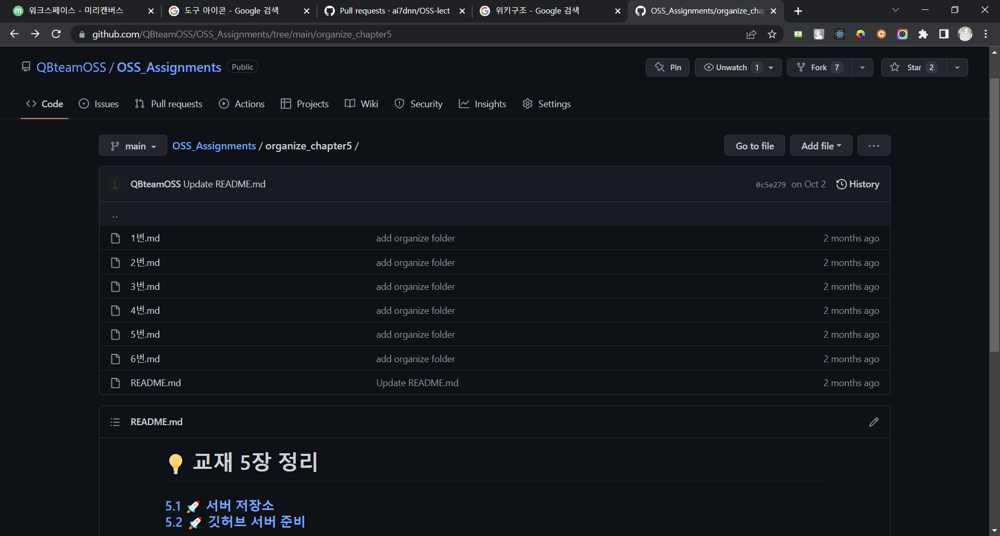 워크스페이스 - 미리캔버스
도구 아이콘 - Google 검색
Pull requests · ai7dnn/OSS-lect
위키구조 - Google 검색
OSS_Assignments/organize_chap
github.com/QBteamOSS/OSS_Assignments/tree/main/organize_chapter5
QBteamOSS / OSS_Assignments Public
Pin Unwatch 1 Fork 7 Star 2
Code Issues Pull requests Actions Projects Wiki Security Insights Settings
main OSS_Assignments / organize_chapter5 / Go to file Add file ...
QBteamOSS Update README.md 0c5e279 on Oct 2 History
..
1번.md add organize folder 2 months ago
2번.md add organize folder 2 months ago
3번.md add organize folder 2 months ago
4번.md add organize folder 2 months ago
5번.md add organize folder 2 months ago
6번.md add organize folder 2 months ago
README.md Update README.md 2 months ago
README.md
💡 교재 5장 정리
5.1 🚀 서버 저장소
5.2 🚀 깃허브 서버 준비